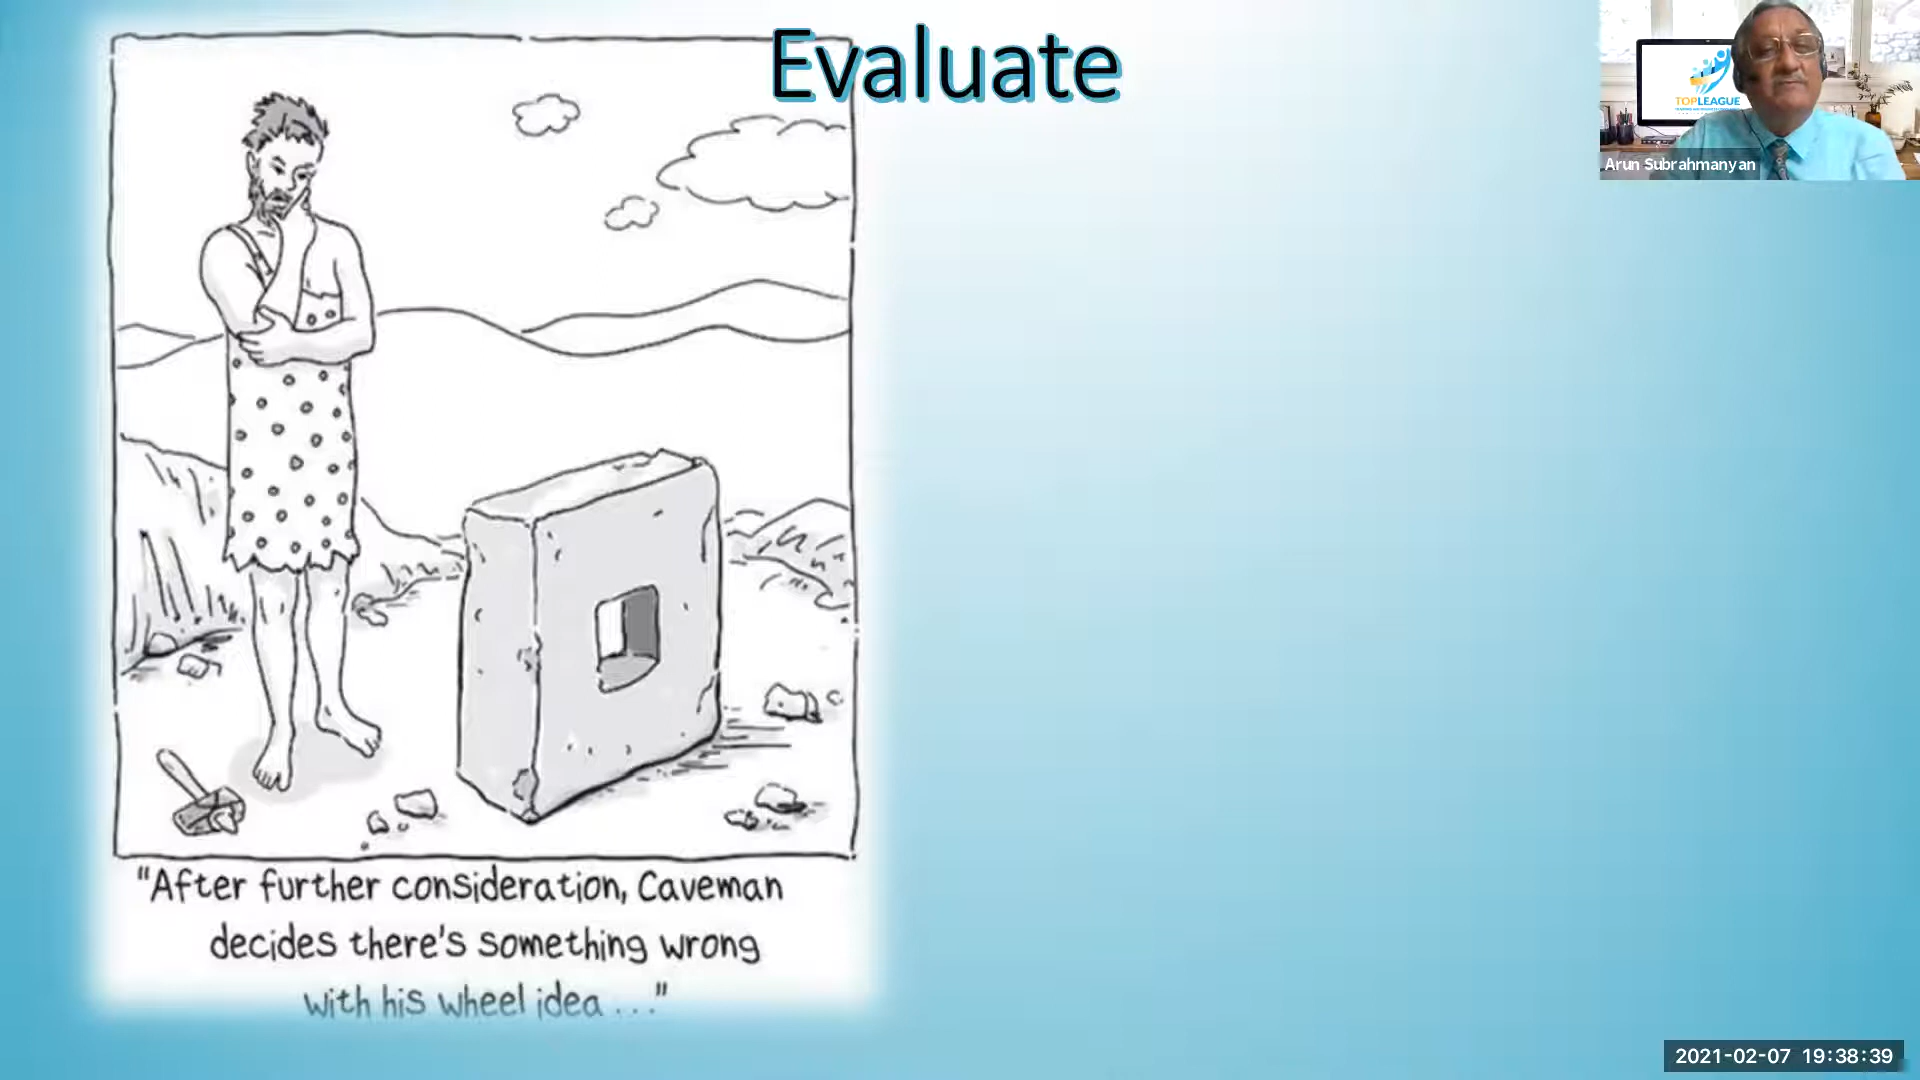 Evaluate
TOPLEAGUE
Arun Subrahmanyan
"After further consideration, Caveman
decides there's something wrong
with his wheel idea ..."
2021-02-07 19:38:39